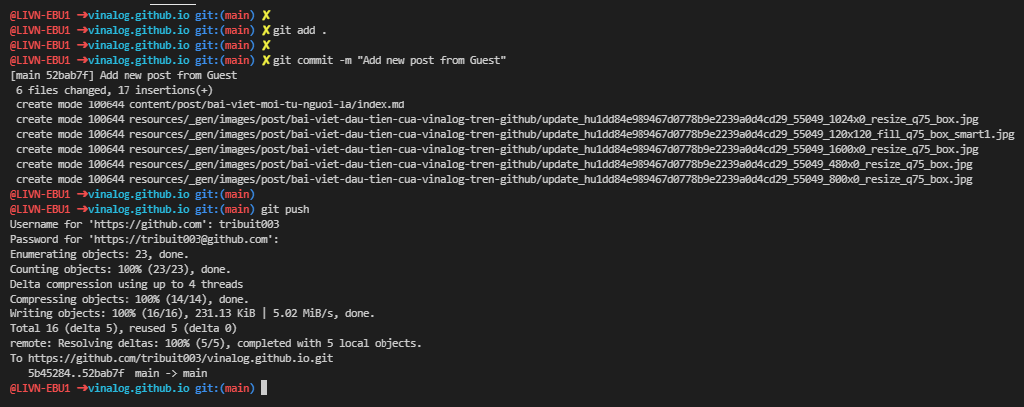 @LIVN-EBU1 ➜vinalog.github.io git:(main) ✘
@LIVN-EBU1 ➜vinalog.github.io git:(main) ✘git add .
@LIVN-EBU1 ➜vinalog.github.io git:(main) ✘
@LIVN-EBU1 ➜vinalog.github.io git:(main) ✘git commit -m "Add new post from Guest"
[main 52bab7f] Add new post from Guest
 6 files changed, 17 insertions(+)
 create mode 100644 content/post/bai-viet-moi-tu-nguoi-la/index.md
 create mode 100644 resources/_gen/images/post/bai-viet-dau-tien-cua-vinalog-tren-github/update_hu1dd84e989467d0778b9e2239a0d4cd29_55049_1024x0_resize_q75_box.jpg
 create mode 100644 resources/_gen/images/post/bai-viet-dau-tien-cua-vinalog-tren-github/update_hu1dd84e989467d0778b9e2239a0d4cd29_55049_120x120_fill_q75_box_smart1.jpg
 create mode 100644 resources/_gen/images/post/bai-viet-dau-tien-cua-vinalog-tren-github/update_hu1dd84e989467d0778b9e2239a0d4cd29_55049_1600x0_resize_q75_box.jpg
 create mode 100644 resources/_gen/images/post/bai-viet-dau-tien-cua-vinalog-tren-github/update_hu1dd84e989467d0778b9e2239a0d4cd29_55049_480x0_resize_q75_box.jpg
 create mode 100644 resources/_gen/images/post/bai-viet-dau-tien-cua-vinalog-tren-github/update_hu1dd84e989467d0778b9e2239a0d4cd29_55049_800x0_resize_q75_box.jpg
@LIVN-EBU1 ➜vinalog.github.io git:(main)
@LIVN-EBU1 ➜vinalog.github.io git:(main) git push
Username for 'https://github.com': tribuit003
Password for 'https://tribuit003@github.com':
Enumerating objects: 23, done.
Counting objects: 100% (23/23), done.
Delta compression using up to 4 threads
Compressing objects: 100% (14/14), done.
Writing objects: 100% (16/16), 231.13 KiB | 5.02 MiB/s, done.
Total 16 (delta 5), reused 5 (delta 0)
remote: Resolving deltas: 100% (5/5), completed with 5 local objects.
To https://github.com/tribuit003/vinalog.github.io.git
   5b45284..52bab7f  main -> main
@LIVN-EBU1 ➜vinalog.github.io git:(main)